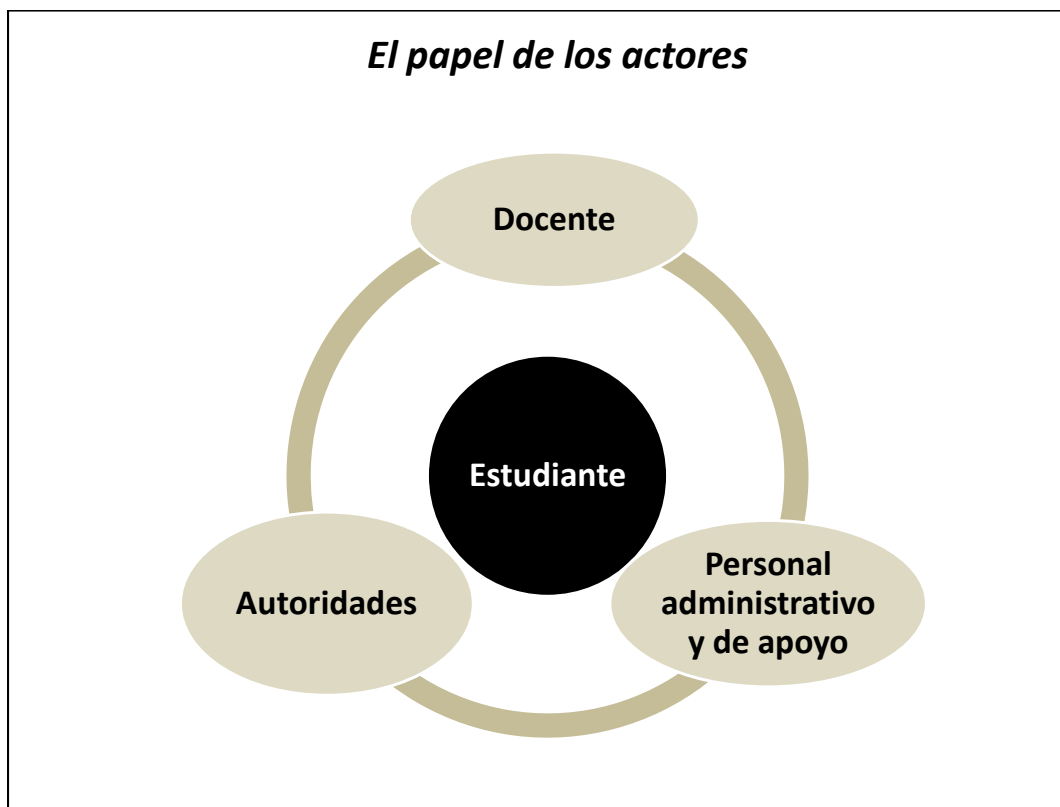 El papel de los actores
Docente
Estudiante
Autoridades
Personal
administrativo
y de apoyo